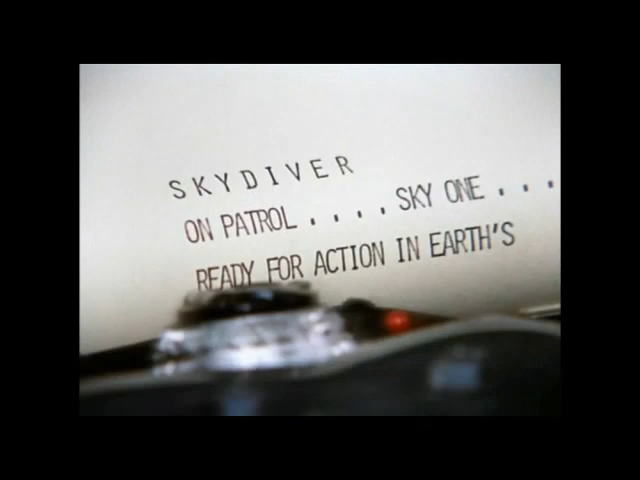 SKYDIVER
ON PATROL....SKY ONE....
READY FOR ACTION IN EARTH'S